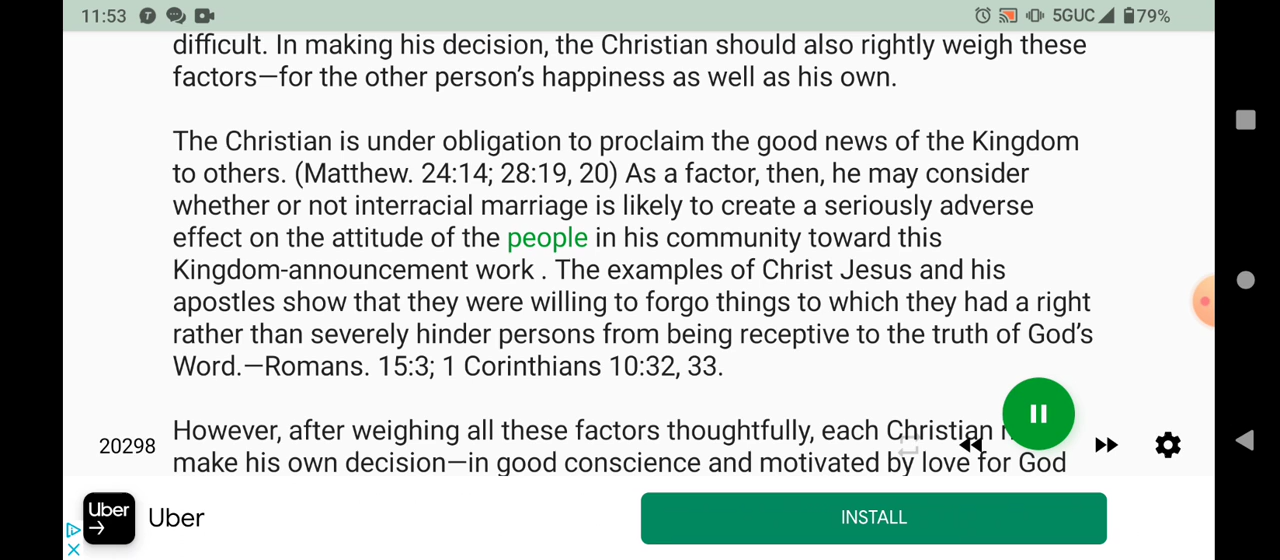 11:53
5GUC
79%
difficult. In making his decision, the Christian should also rightly weigh these
factors—for the other person's happiness as well as his own.
The Christian is under obligation to proclaim the good news of the Kingdom
to others. (Matthew. 24:14; 28:19, 20) As a factor, then, he may consider
whether or not interracial marriage is likely to create a seriously adverse
effect on the attitude of the people in his community toward this
Kingdom-announcement work . The examples of Christ Jesus and his
apostles show that they were willing to forgo things to which they had a right
rather than severely hinder persons from being receptive to the truth of God's
Word.—Romans. 15:3; 1 Corinthians 10:32, 33.
However, after weighing all these factors thoughtfully, each Christian
20298
make his own decision—in good conscience and motivated by love for God
Uber
Uber
INSTALL